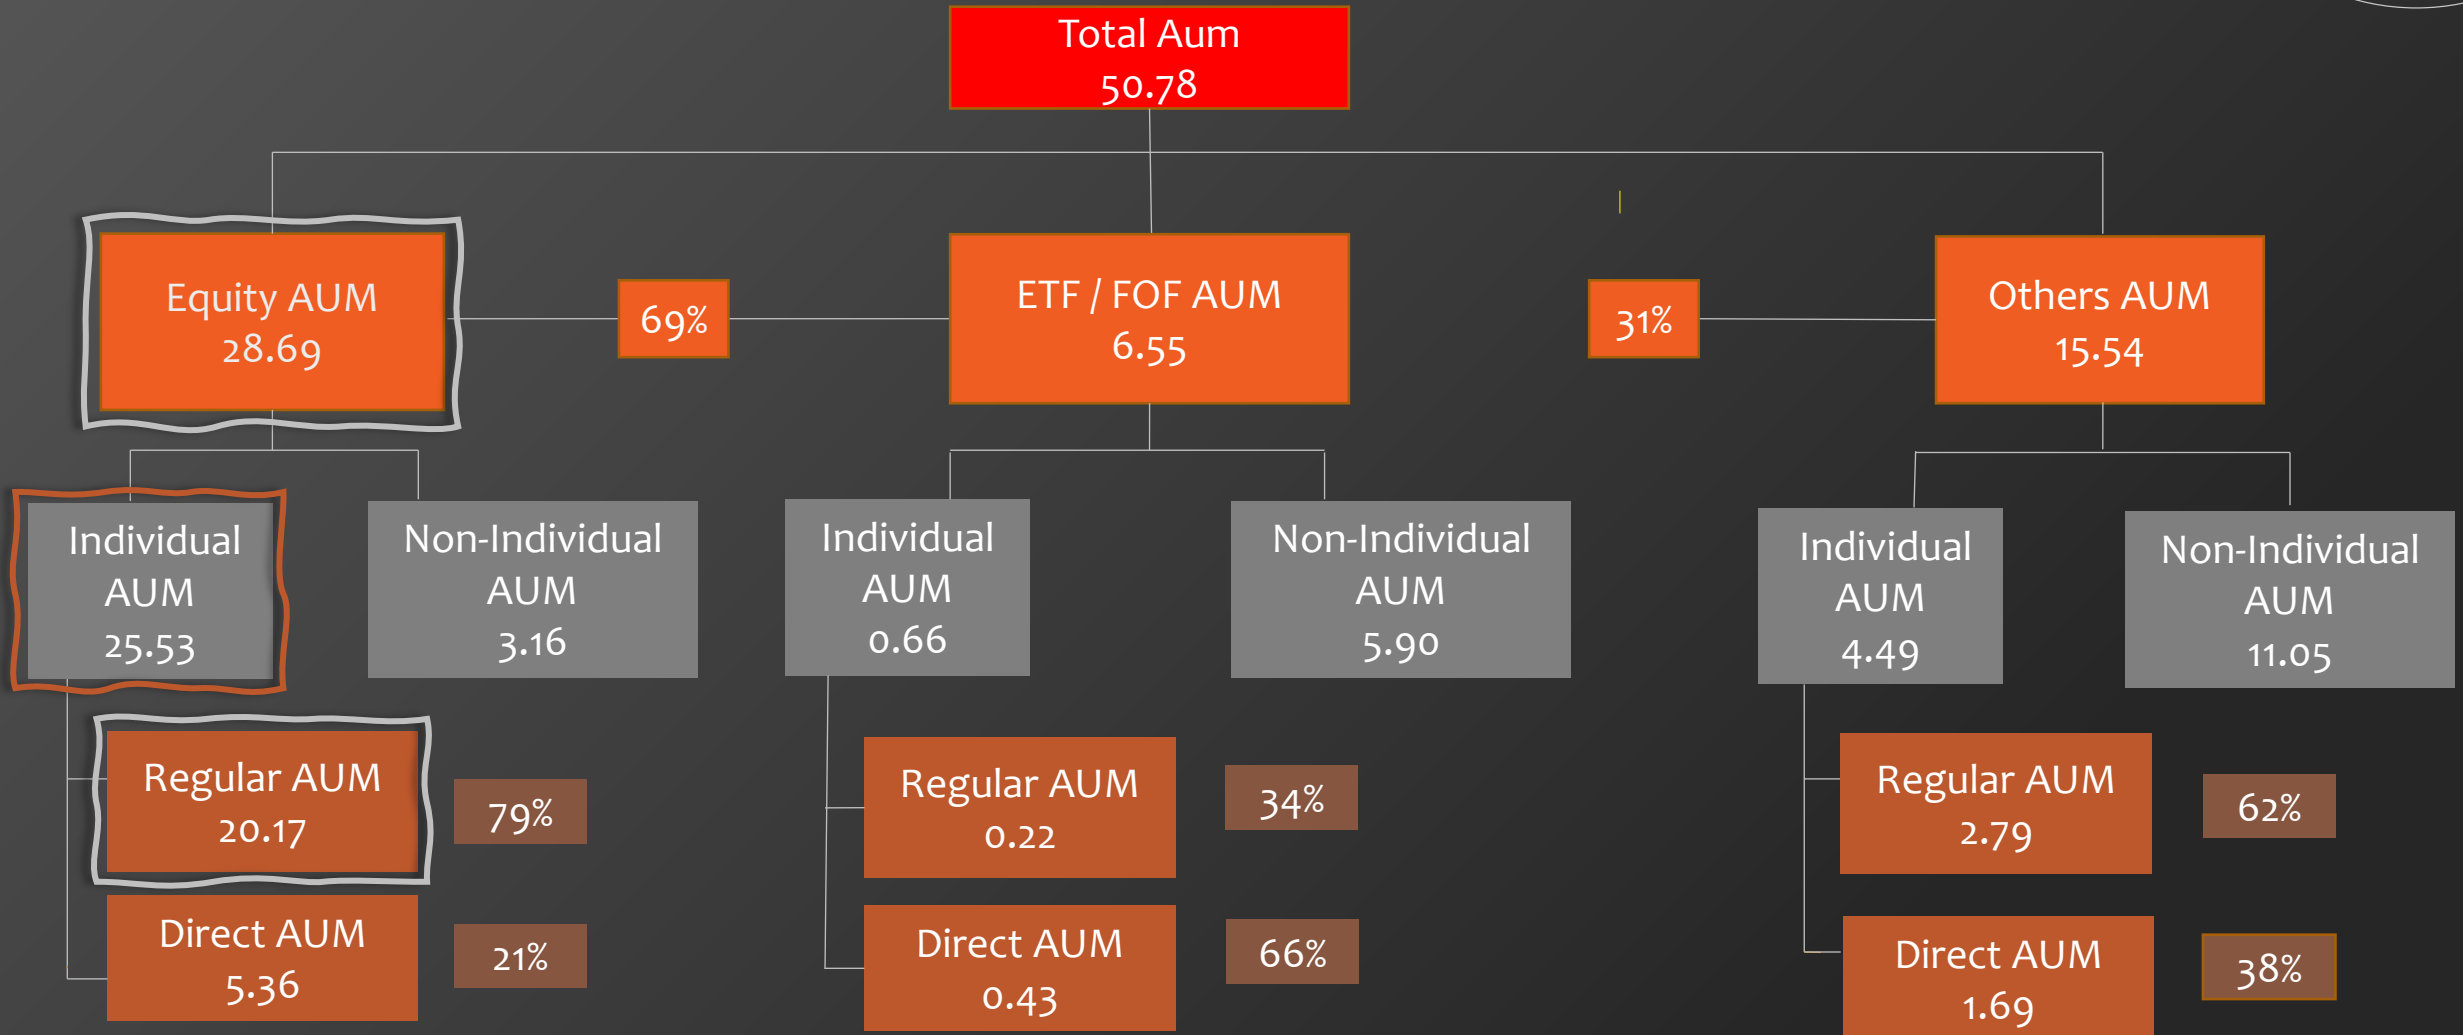 Total Aum
50.78
Equity AUM
28.69
69%
ETF / FOF AUM
6.55
31%
Others AUM
15.54
Individual
AUM
25.53
Non-Individual
AUM
3.16
Individual
AUM
0.66
Non-Individual
AUM
5.90
Individual
AUM
4.49
Non-Individual
AUM
11.05
Regular AUM
20.17
79%
Regular AUM
0.22
34%
Regular AUM
2.79
62%
Direct AUM
5.36
21%
Direct AUM
0.43
66%
Direct AUM
1.69
38%